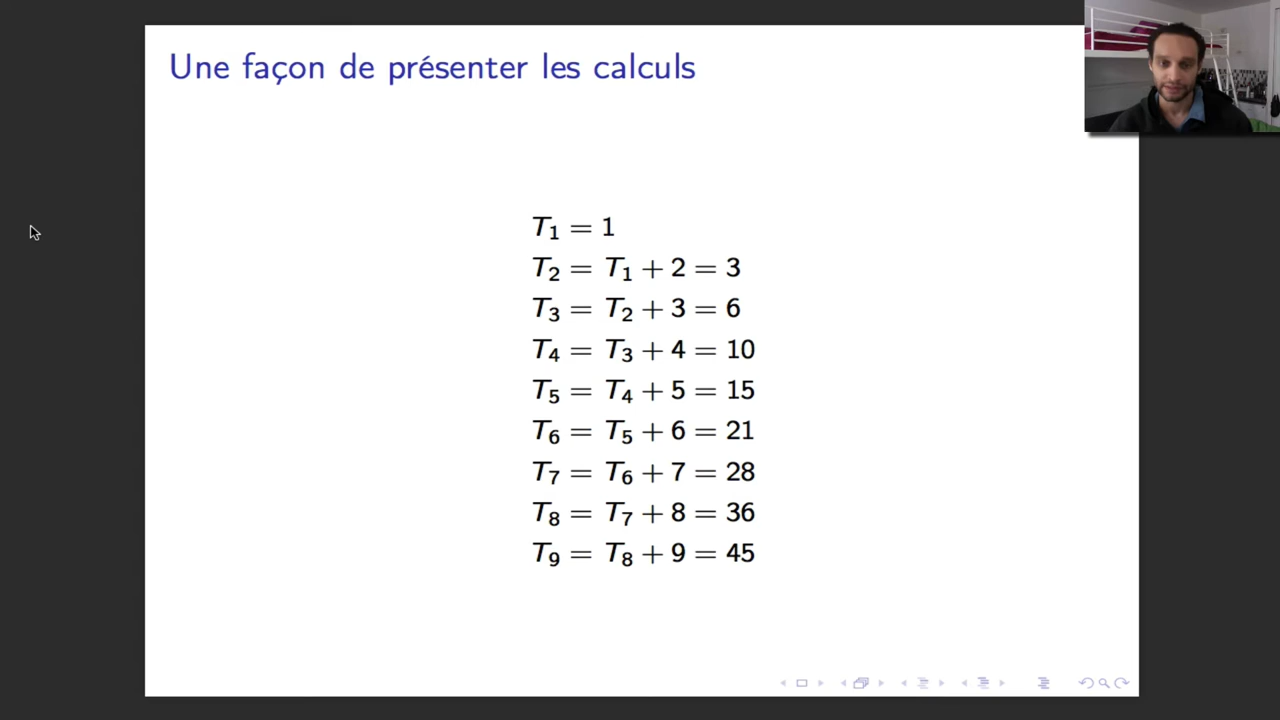 Une façon de présenter les calculs
T₁ = 1
T₂ = T₁ + 2 = 3
T₃ = T₂ + 3 = 6
T₄ = T₃ + 4 = 10
T₅ = T₄ + 5 = 15
T₆ = T₅ + 6 = 21
T₇ = T₆ + 7 = 28
T₈ = T₇ + 8 = 36
T₉ = T₈ + 9 = 45